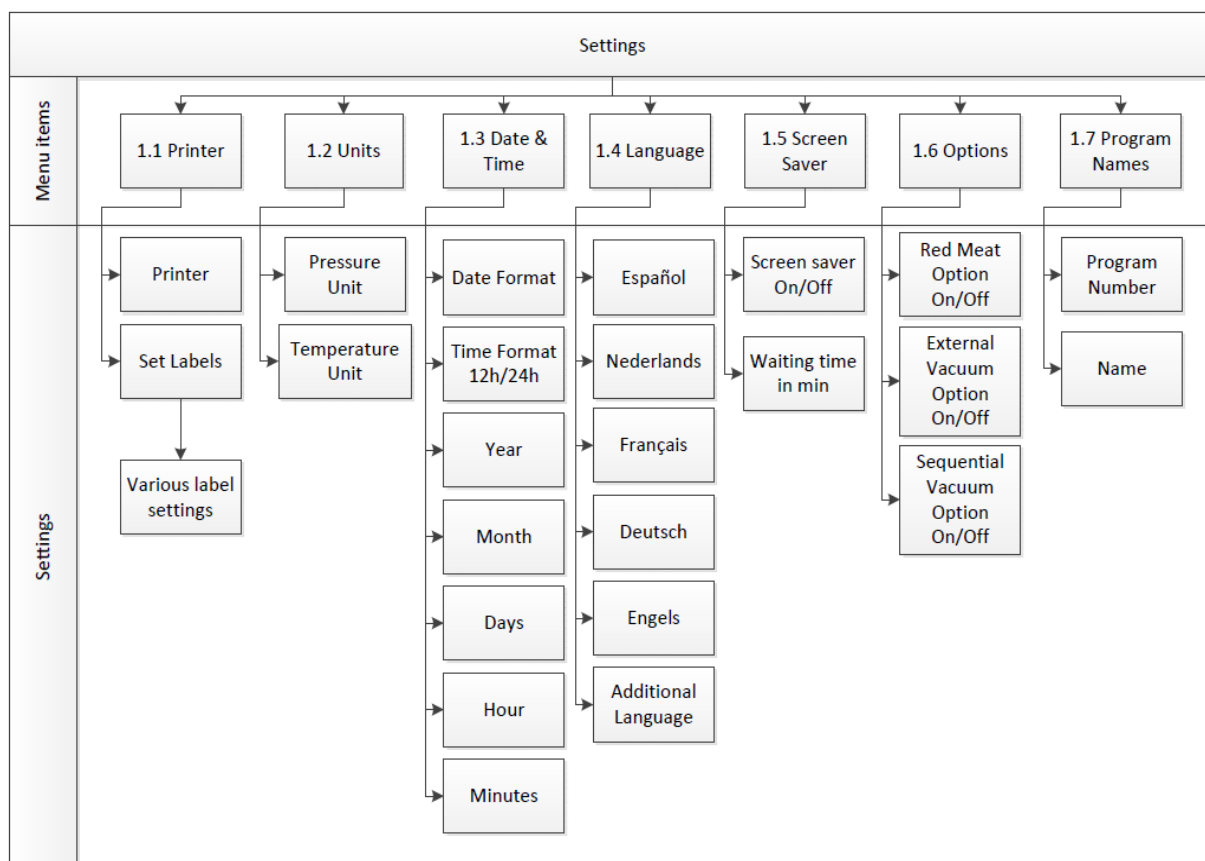 Settings
Menu items
1.1 Printer
1.2 Units
1.3 Date &
Time
1.4 Language
1.5 Screen
Saver
1.6 Options
1.7 Program
Names
Settings
Printer
Set Labels
Various label
settings
Pressure
Unit
Temperature
Unit
Date Format
Time Format
12h/24h
Year
Month
Days
Hour
Minutes
Español
Nederlands
Français
Deutsch
Engels
Additional
Language
Screen saver
On/Off
Waiting time
in min
Red Meat
Option
On/Off
External
Vacuum
Option
On/Off
Sequential
Vacuum
Option
On/Off
Program
Number
Name